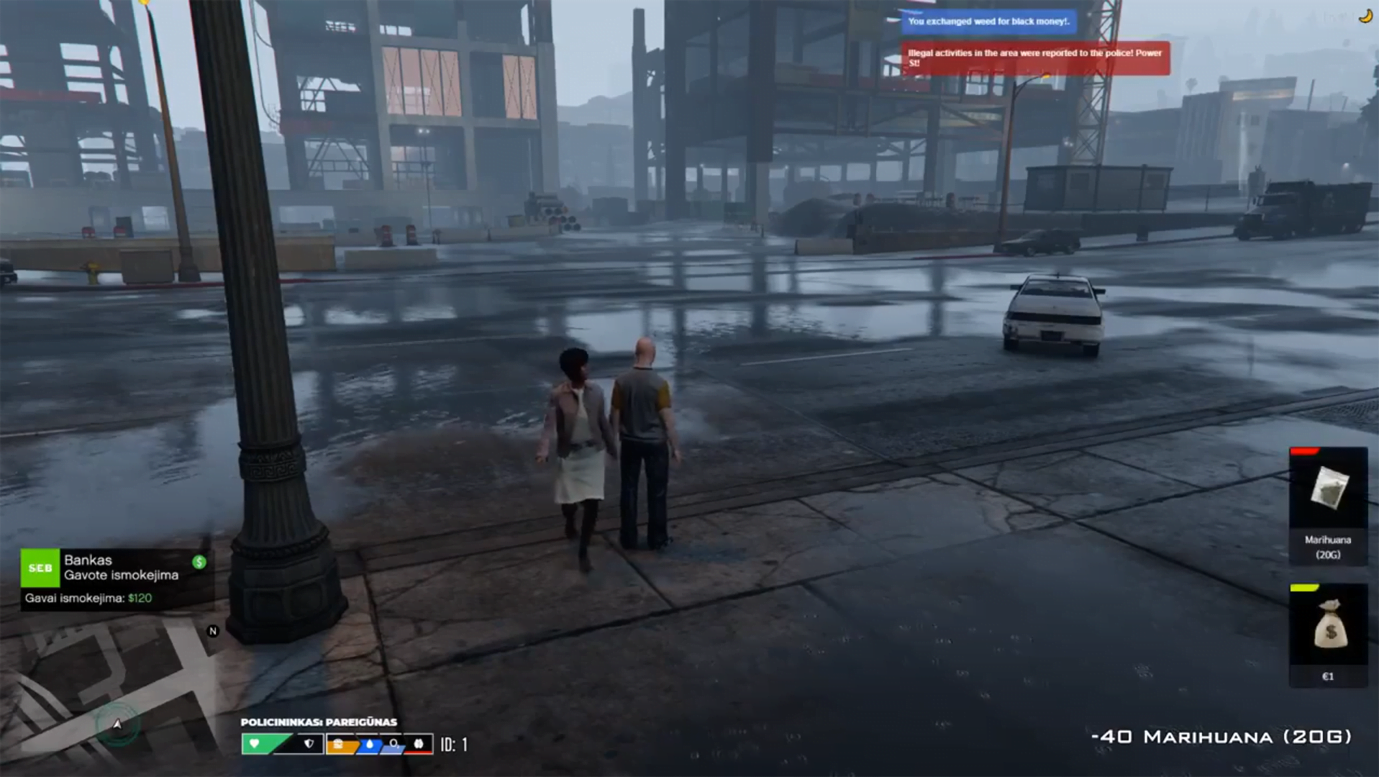 You exchanged weed for black money!.
Illegal activities in the area were reported to the police! Power
St!
Marihuana
(20G)
SEB
Bankas
Gavote ismokejima
Gavai ismokejima: $120
N
€1
POLICININKAS: PAREIGŪNAS
ID: 1
-40 MARIHUANA (20G)